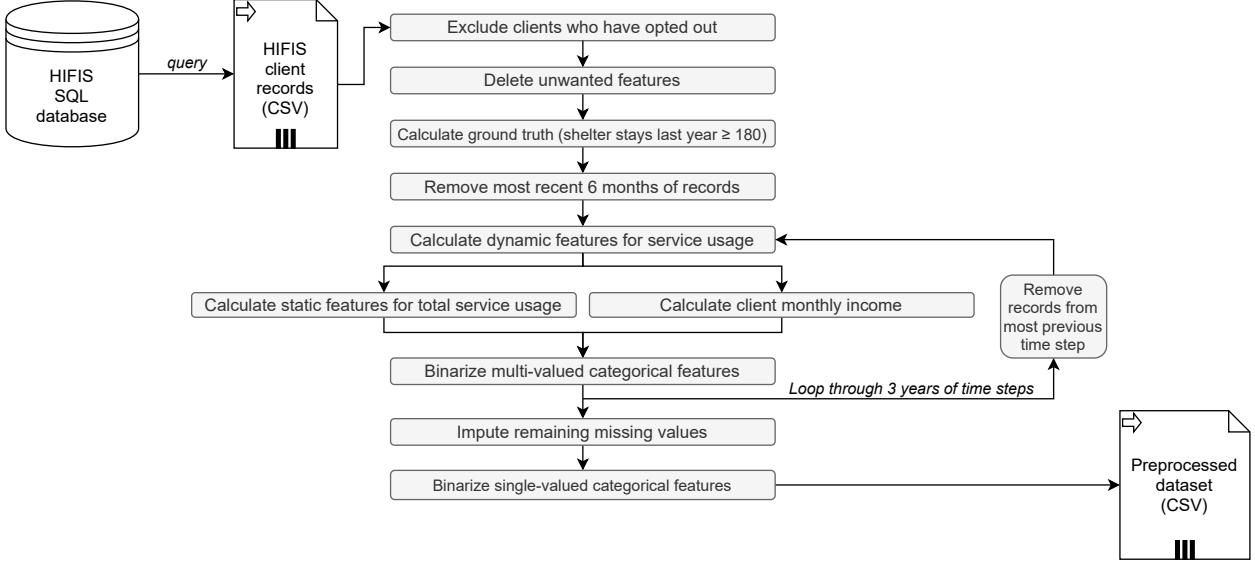 HIFIS
SQL
database
query
HIFIS
client
records
(CSV)
Exclude clients who have opted out
Delete unwanted features
Calculate ground truth (shelter stays last year ≥ 180)
Remove most recent 6 months of records
Calculate dynamic features for service usage
Calculate static features for total service usage
Calculate client monthly income
Remove
records from
most previous
time step
Binarize multi-valued categorical features
Loop through 3 years of time steps
Impute remaining missing values
Binarize single-valued categorical features
Preprocessed
dataset
(CSV)